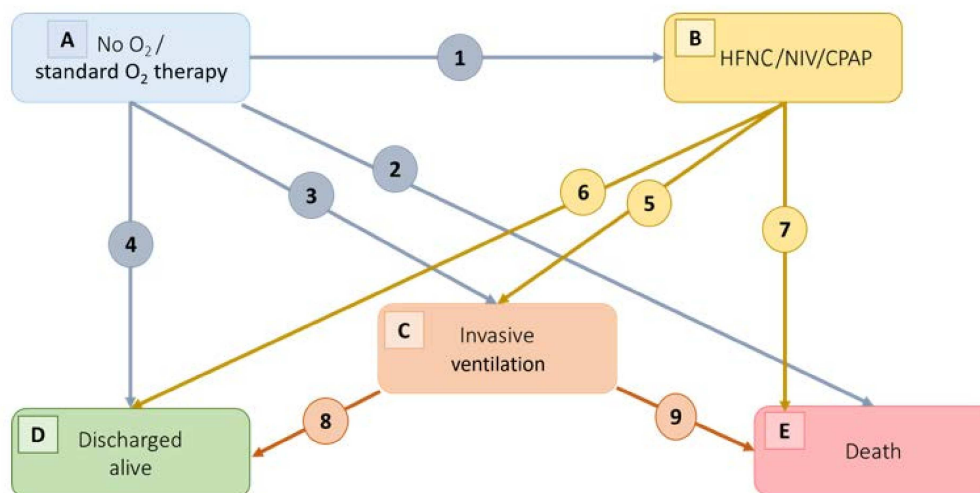 A
No O₂ /
standard O₂ therapy
1
B
HFNC/NIV/CPAP
2
3
6
5
4
7
C
Invasive
ventilation
8
9
D
Discharged
alive
E
Death